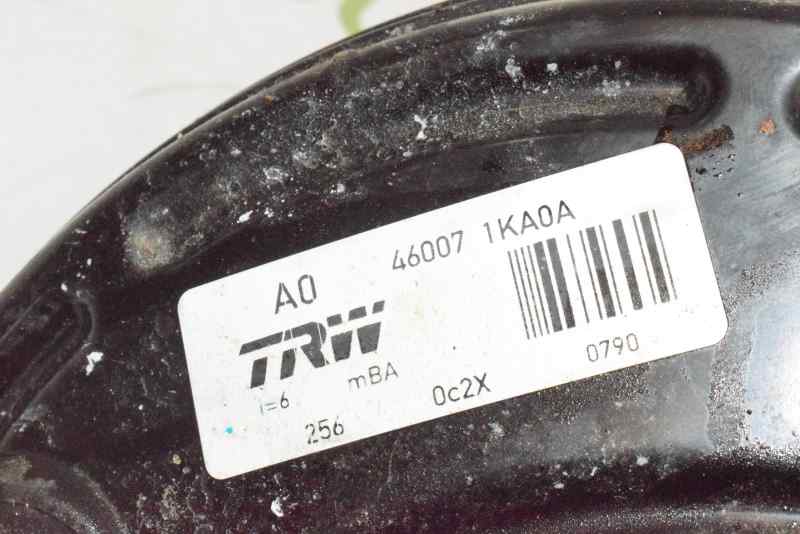 A0 46007 1KA0A
TRW
i=6 mBA 0790
256 0c2X